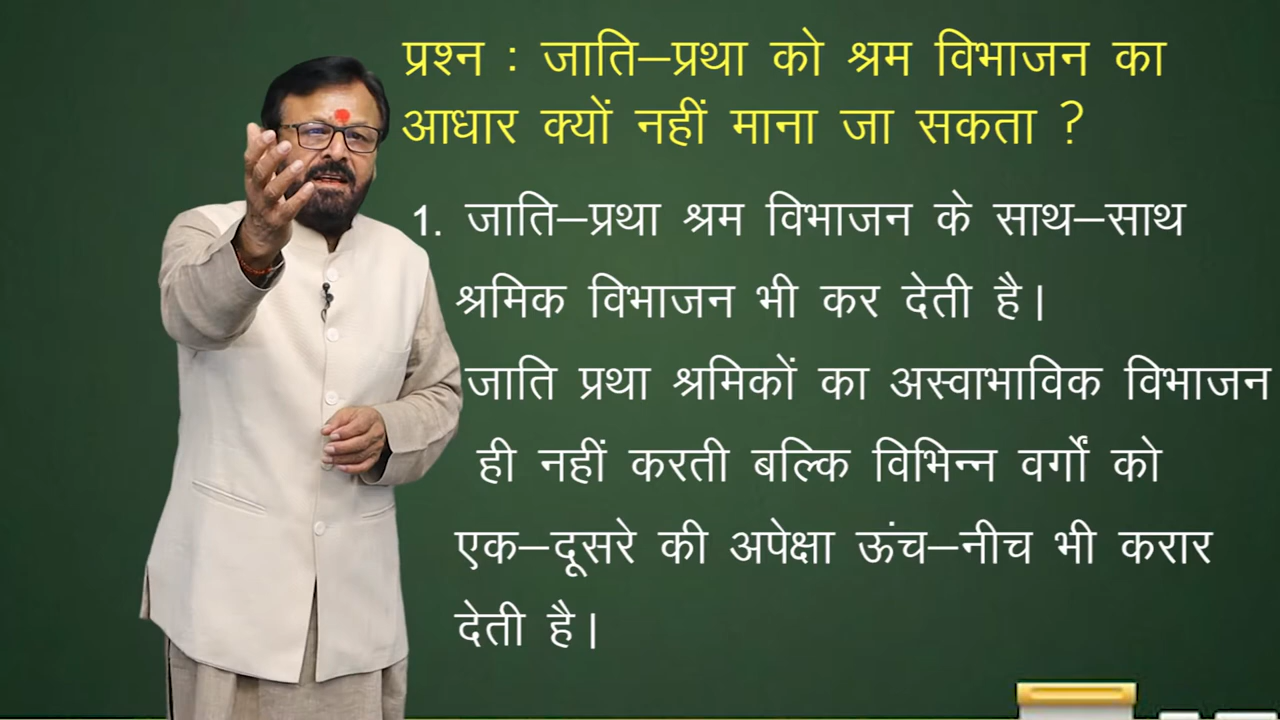 प्रश्न : जाति–प्रथा को श्रम विभाजन का
आधार क्यों नहीं माना जा सकता ?
1. जाति–प्रथा श्रम विभाजन के साथ–साथ
श्रमिक विभाजन भी कर देती है।
जाति प्रथा श्रमिकों का अस्वाभाविक विभाजन
ही नहीं करती बल्कि विभिन्न वर्गों को
एक–दूसरे की अपेक्षा ऊंच–नीच भी करार
देती है।